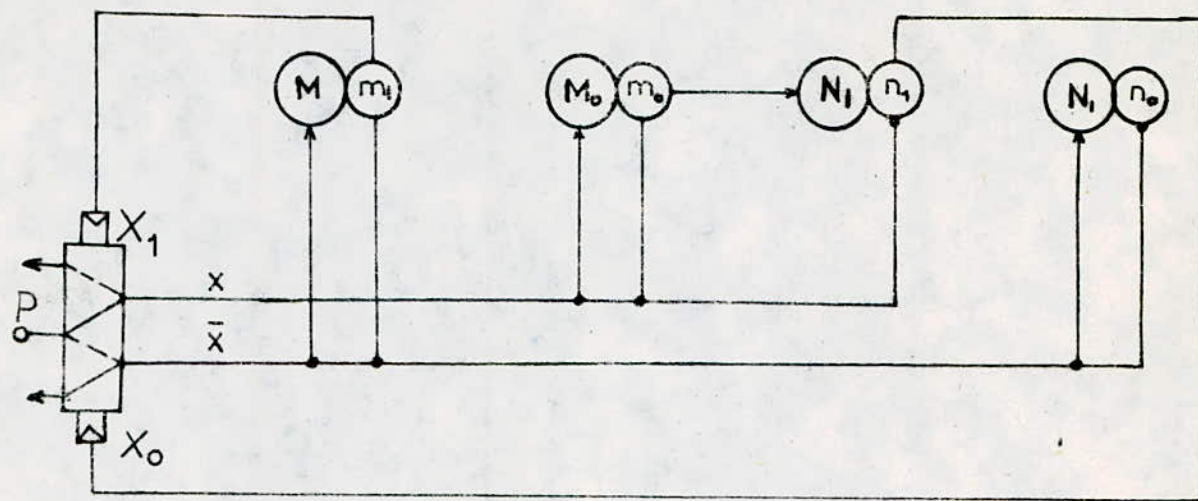 M m₁ M₀ m₀ N₁ n₁ N₁ n₀
X₁
x
P
x̄
X₀